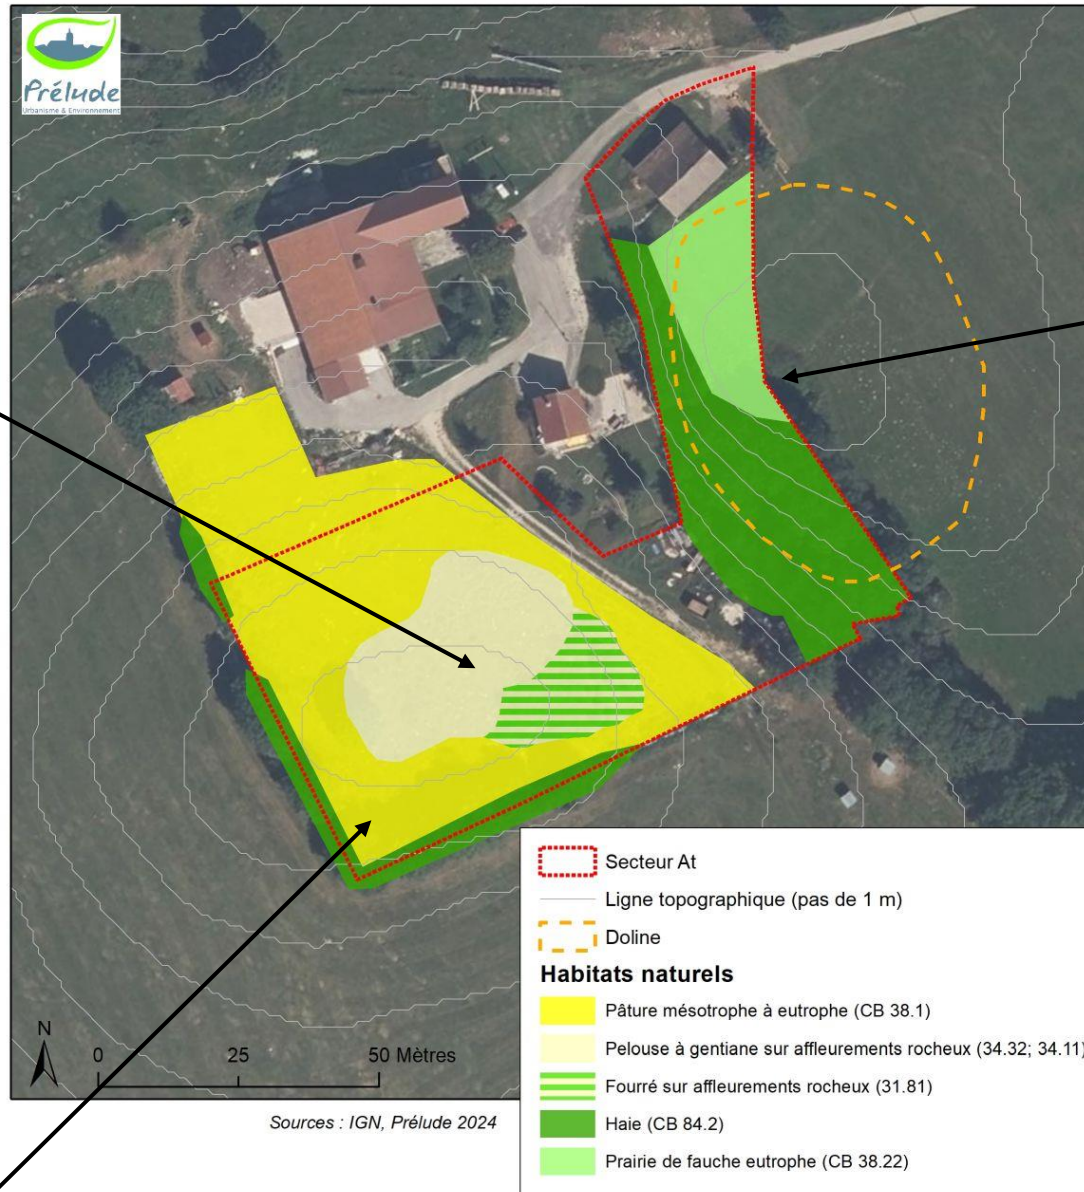 Prélude
Urbanisme & Environnement
Secteur At
Ligne topographique (pas de 1 m)
Doline
Habitats naturels
Pâture mésotrophe à eutrophe (CB 38.1)
Pelouse à gentiane sur affleurements rocheux (34.32; 34.11)
Fourré sur affleurements rocheux (31.81)
Haie (CB 84.2)
Prairie de fauche eutrophe (CB 38.22)
N
0 25 50 Mètres
Sources : IGN, Prélude 2024